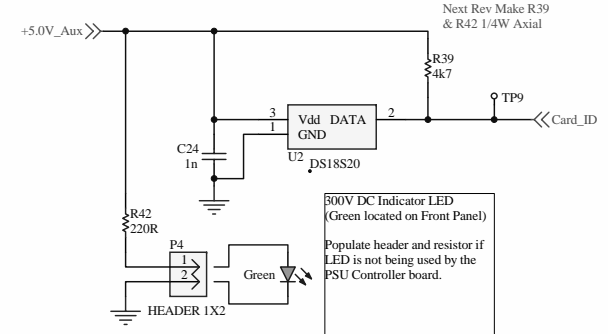 Next Rev Make R39
& R42 1/4W Axial
+5.0V_Aux
R39
4k7
TP9
3 Vdd DATA 2
1 GND
Card_ID
C24
1n
U2 DS18S20
300V DC Indicator LED
(Green located on Front Panel)
R42
220R
Populate header and resistor if
LED is not being used by the
PSU Controller board.
P4
1
2
Green
HEADER 1X2